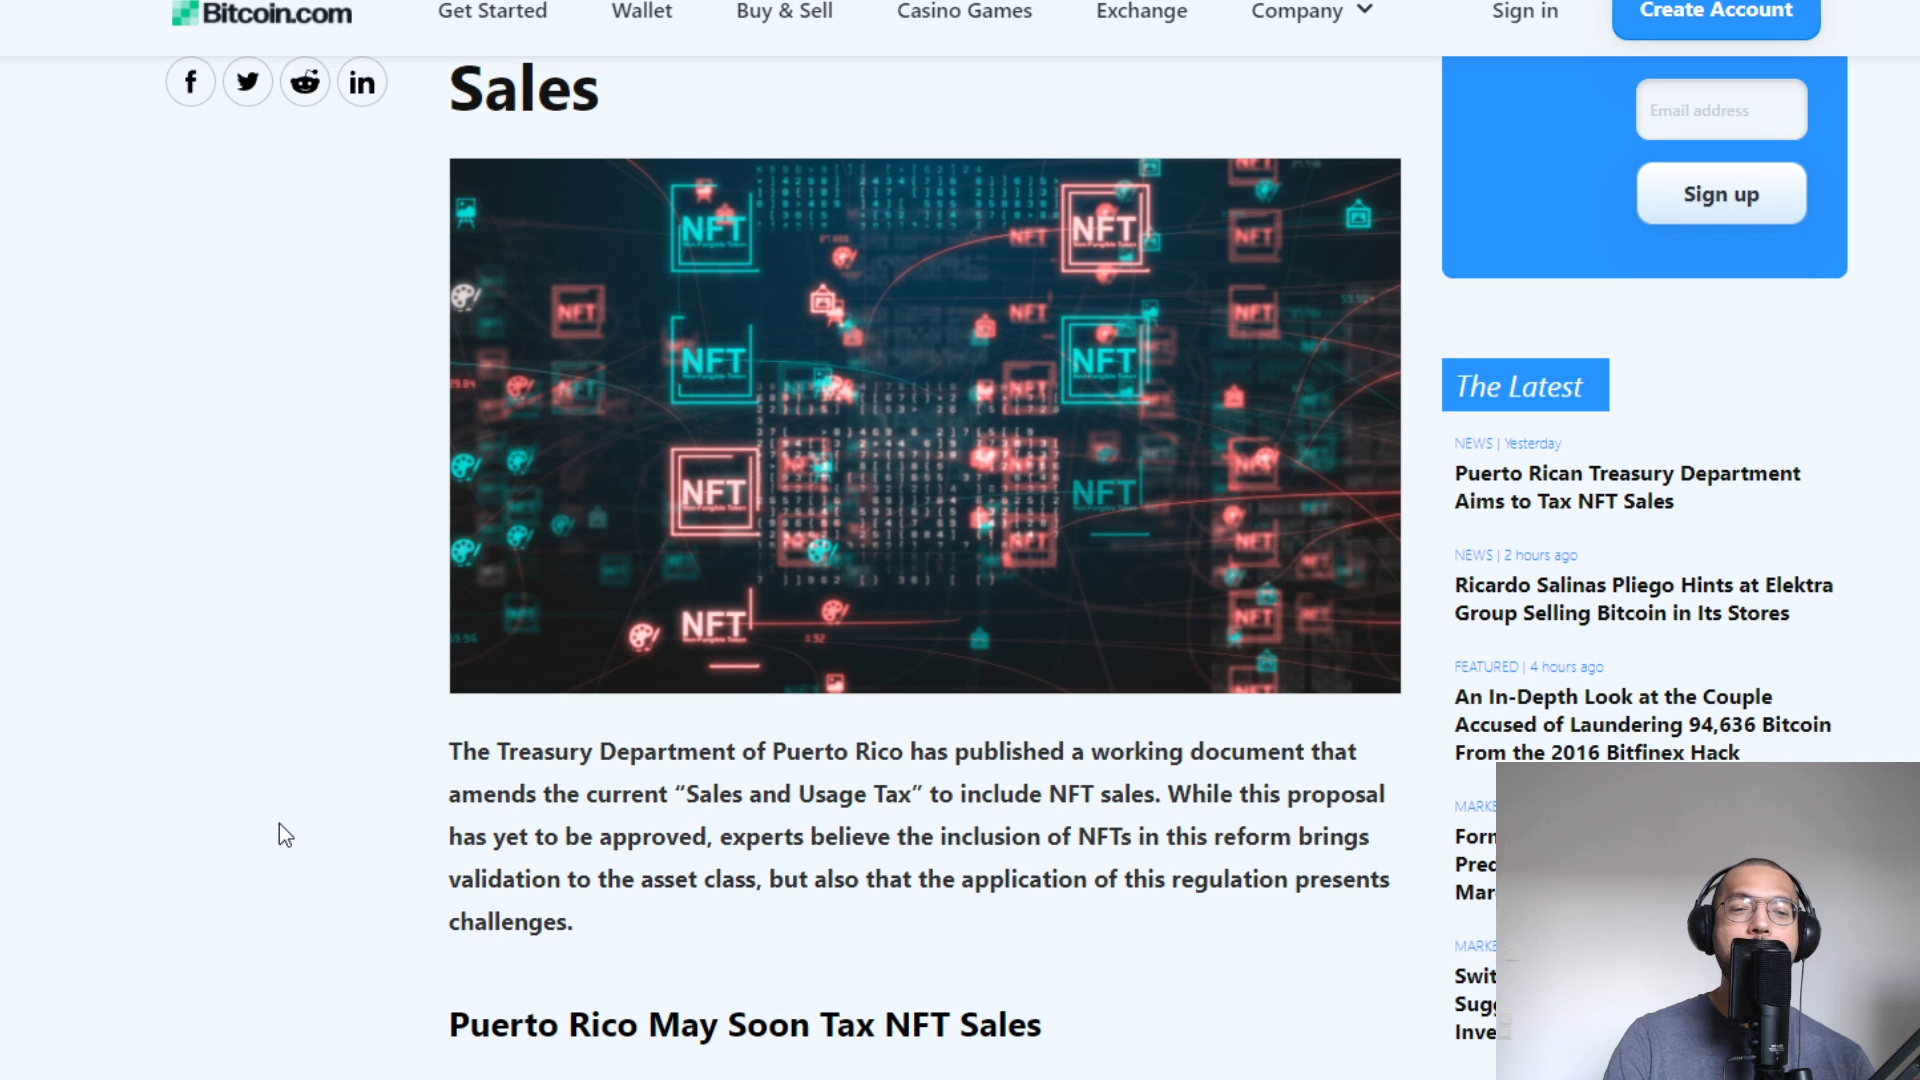 Bitcoin.com
Get Started
Wallet
Buy & Sell
Casino Games
Exchange
Company
Sign in
Create Account
Sales
Email address
Sign up
NFT
NFT
NFT
NFT
NFT
NFT
NFT
NFT
NFT
NFT
NFT
NFT
The Treasury Department of Puerto Rico has published a working document that
amends the current “Sales and Usage Tax” to include NFT sales. While this proposal
has yet to be approved, experts believe the inclusion of NFTs in this reform brings
validation to the asset class, but also that the application of this regulation presents
challenges.
Puerto Rico May Soon Tax NFT Sales
The Latest
NEWS | Yesterday
Puerto Rican Treasury Department
Aims to Tax NFT Sales
NEWS | 2 hours ago
Ricardo Salinas Pliego Hints at Elektra
Group Selling Bitcoin in Its Stores
FEATURED | 4 hours ago
An In-Depth Look at the Couple
Accused of Laundering 94,636 Bitcoin
From the 2016 Bitfinex Hack